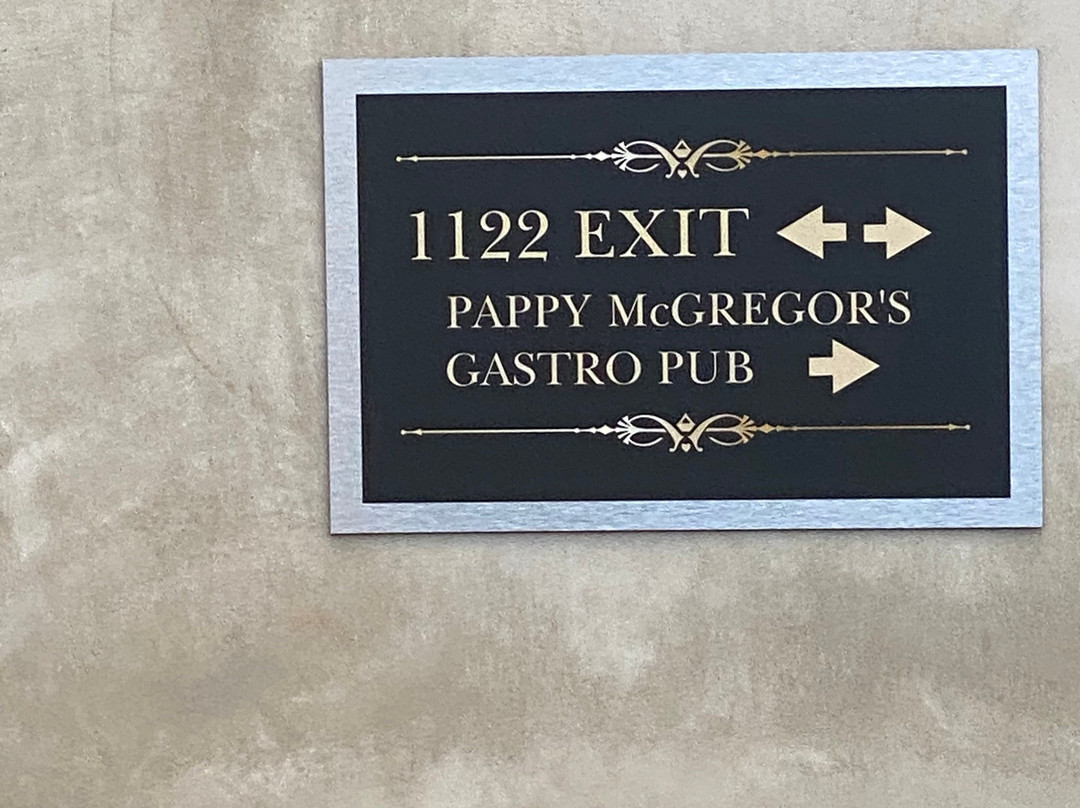 1122 EXIT
PAPPY McGREGOR'S
GASTRO PUB